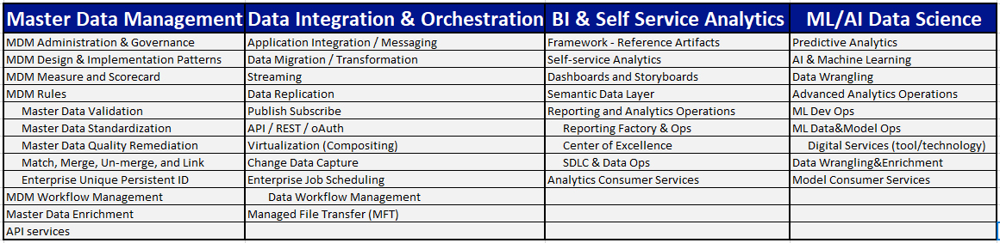 Master Data Management
Data Integration & Orchestration
BI & Self Service Analytics
ML/AI Data Science
MDM Administration & Governance
Application Integration / Messaging
Framework - Reference Artifacts
Predictive Analytics
MDM Design & Implementation Patterns
Data Migration / Transformation
Self-service Analytics
AI & Machine Learning
MDM Measure and Scorecard
Streaming
Dashboards and Storyboards
Data Wrangling
MDM Rules
Data Replication
Semantic Data Layer
Advanced Analytics Operations
Master Data Validation
Publish Subscribe
Reporting and Analytics Operations
ML Dev Ops
Master Data Standardization
API / REST / oAuth
Reporting Factory & Ops
ML Data&Model Ops
Master Data Quality Remediation
Virtualization (Compositing)
Center of Excellence
Digital Services (tool/technology)
Match, Merge, Un-merge, and Link
Change Data Capture
SDLC & Data Ops
Data Wrangling&Enrichment
Enterprise Unique Persistent ID
Enterprise Job Scheduling
Analytics Consumer Services
Model Consumer Services
MDM Workflow Management
Data Workflow Management
Master Data Enrichment
Managed File Transfer (MFT)
API services